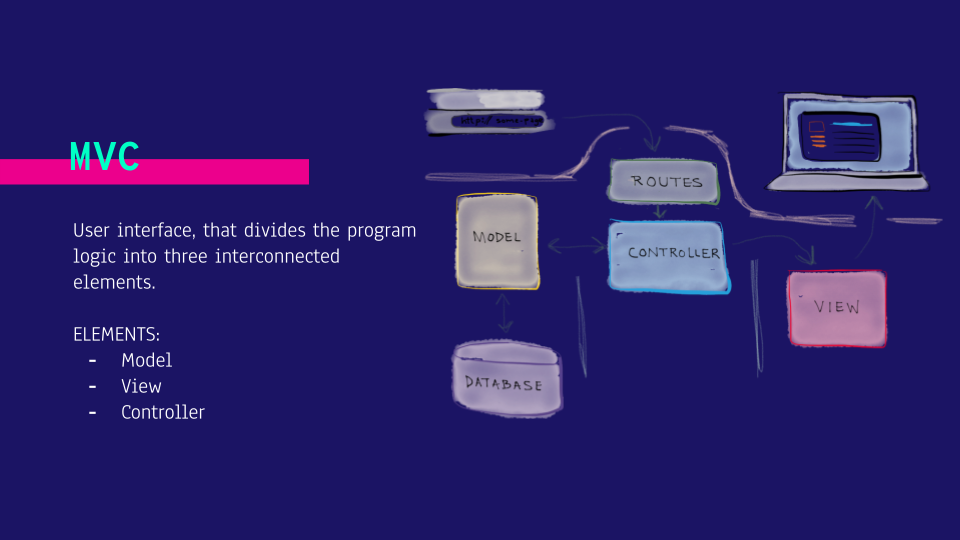 MVC
User interface, that divides the program
logic into three interconnected
elements.
ELEMENTS:
- Model
- View
- Controller
http://
ROUTES
MODEL
CONTROLLER
VIEW
DATABASE